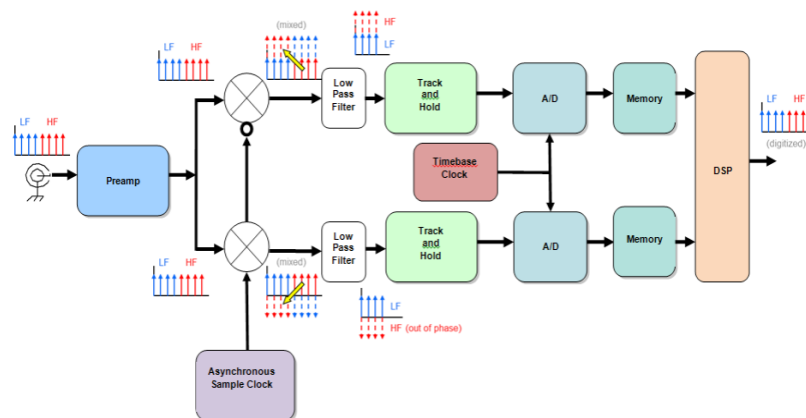 (mixed)
HF
LF
LF HF
Low
Pass
Filter
Track
and
Hold
A/D
Memory
LF HF
Preamp
Timebase
Clock
DSP
LF HF
(digitized)
Low
Pass
Filter
Track
and
Hold
A/D
Memory
LF HF
(mixed)
LF
HF (out of phase)
Asynchronous
Sample Clock